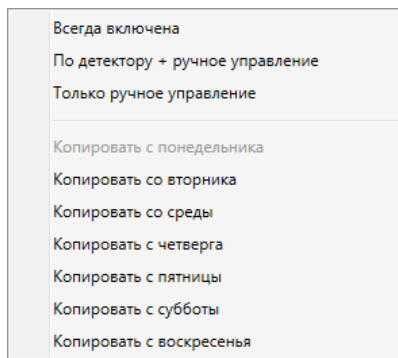 Всегда включена
По детектору + ручное управление
Только ручное управление
Копировать с понедельника
Копировать со вторника
Копировать со среды
Копировать с четверга
Копировать с пятницы
Копировать с субботы
Копировать с воскресенья